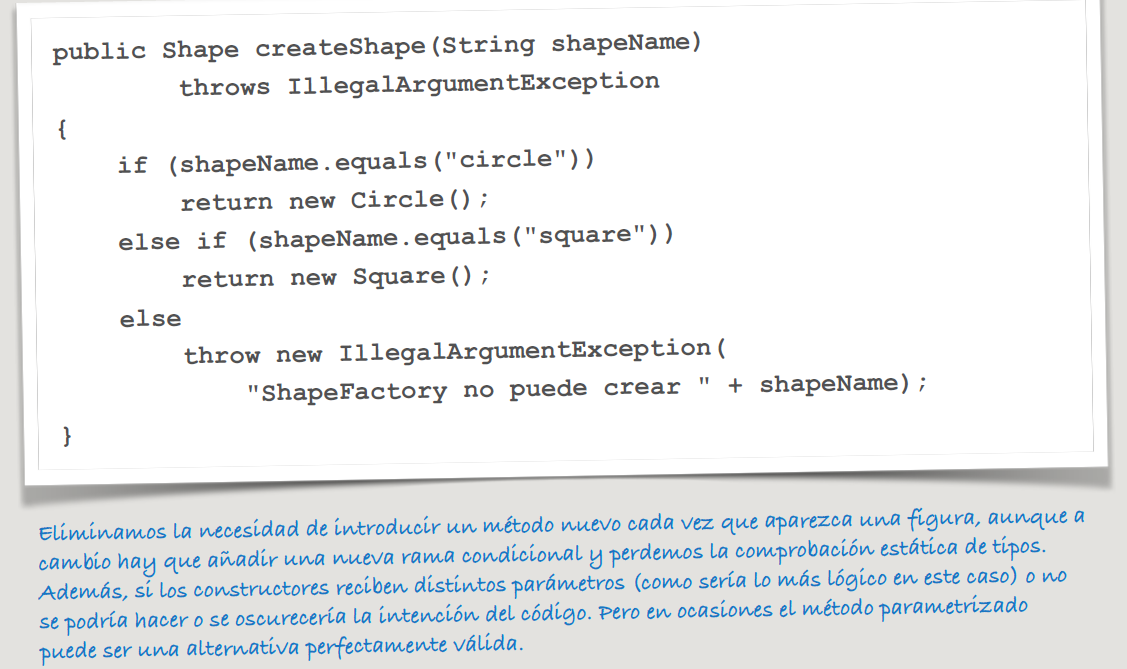 public Shape createShape(String shapeName)
throws IllegalArgumentException
{
if (shapeName.equals("circle"))
return new Circle();
else if (shapeName.equals("square"))
return new Square();
else
throw new IllegalArgumentException(
"ShapeFactory no puede crear " + shapeName);
}
Eliminamos la necesidad de introducir un método nuevo cada vez que aparezca una figura, aunque a
cambio hay que añadir una nueva rama condicional y perdemos la comprobación estática de tipos.
Además, si los constructores reciben distintos parámetros (como sería lo más lógico en este caso) o no
se podría hacer o se oscurecería la intención del código. Pero en ocasiones el método parametrizado
puede ser una alternativa perfectamente válida.